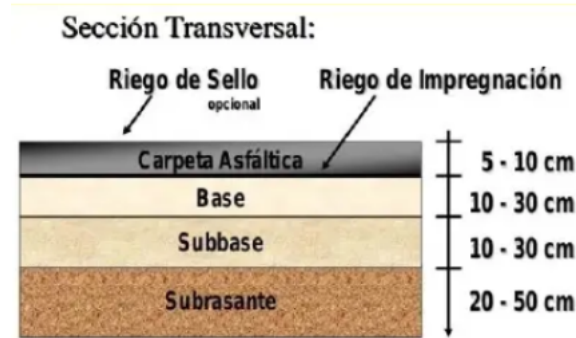 Sección Transversal:
Riego de Sello
opcional
Riego de Impregnación
Carpeta Asfáltica
5 - 10 cm
Base
10 - 30 cm
Subbase
10 - 30 cm
Subrasante
20 - 50 cm